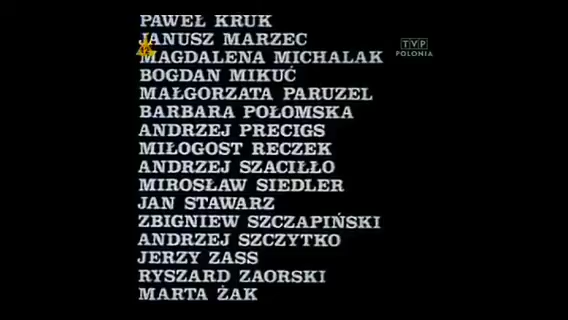 PAWEŁ KRUK
JANUSZ MARZEC
MAGDALENA MICHALAK
BOGDAN MIKUĆ
MAŁGORZATA PARUZEL
BARBARA POŁOMSKA
ANDRZEJ PRECIGS
MIŁOGOST RECZEK
ANDRZEJ SZACIŁŁO
MIROSŁAW SIEDLER
JAN STAWARZ
ZBIGNIEW SZCZAPIŃSKI
ANDRZEJ SZCZYTKO
JERZY ZASS
RYSZARD ZAORSKI
MARTA ŻAK
TVP
POLONIA